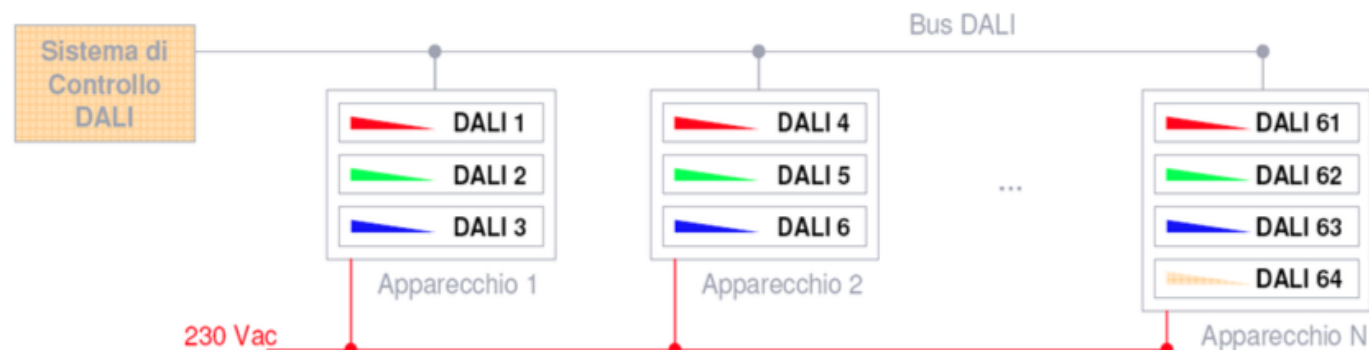 Bus DALI
Sistema di
Controllo
DALI
DALI 1
DALI 2
DALI 3
Apparecchio 1
DALI 4
DALI 5
DALI 6
Apparecchio 2
...
DALI 61
DALI 62
DALI 63
DALI 64
Apparecchio N
230 Vac